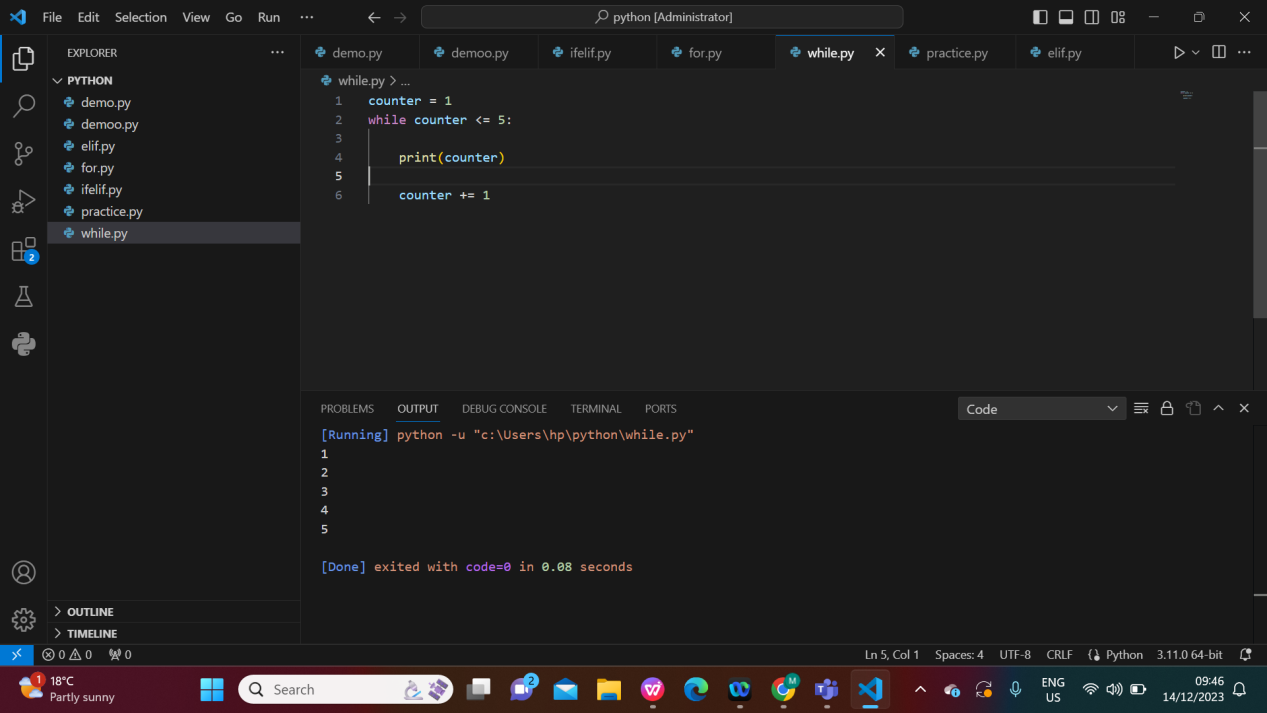 File Edit Selection View Go Run ...
python [Administrator]
EXPLORER ...
demo.py demoo.py ifelif.py for.py while.py practice.py elif.py ...
PYTHON
demo.py
demoo.py
elif.py
for.py
ifelif.py
practice.py
while.py
while.py > ...
1 counter = 1
2 while counter <= 5:
3
4 print(counter)
5
6 counter += 1
2
PROBLEMS OUTPUT DEBUG CONSOLE TERMINAL PORTS
Code
[Running] python -u "c:\Users\hp\python\while.py"
1
2
3
4
5
[Done] exited with code=0 in 0.08 seconds
OUTLINE
TIMELINE
0 0 0
Ln 5, Col 1 Spaces: 4 UTF-8 CRLF Python 3.11.0 64-bit
1
18°C
Partly sunny
Search
2
M
ENG
US
09:46
14/12/2023